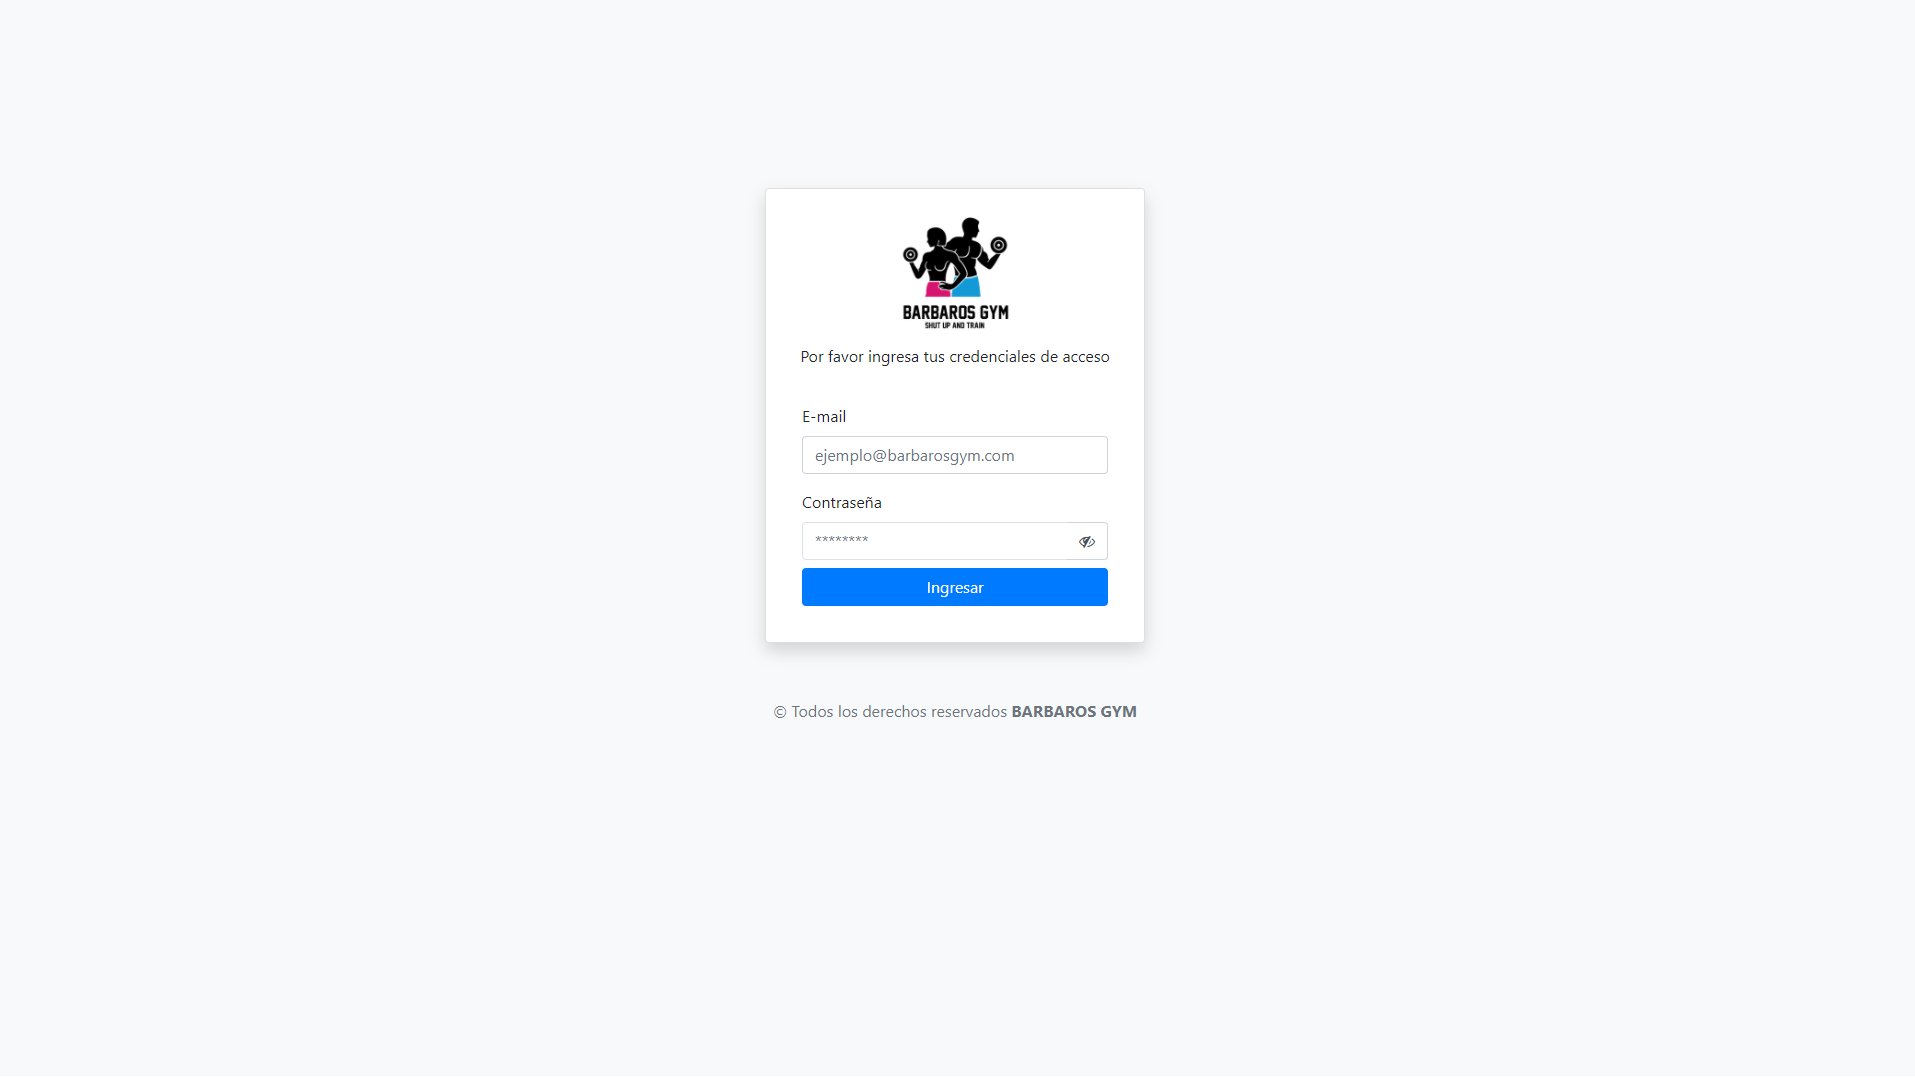 BARBAROS GYM
SHUT UP AND TRAIN
Por favor ingresa tus credenciales de acceso
E-mail
ejemplo@barbarosgym.com
Contraseña
********
Ingresar
© Todos los derechos reservados BARBAROS GYM